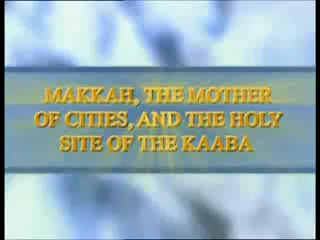 MAKKAH, THE MOTHER
OF CITIES, AND THE HOLY
SITE OF THE KAABA